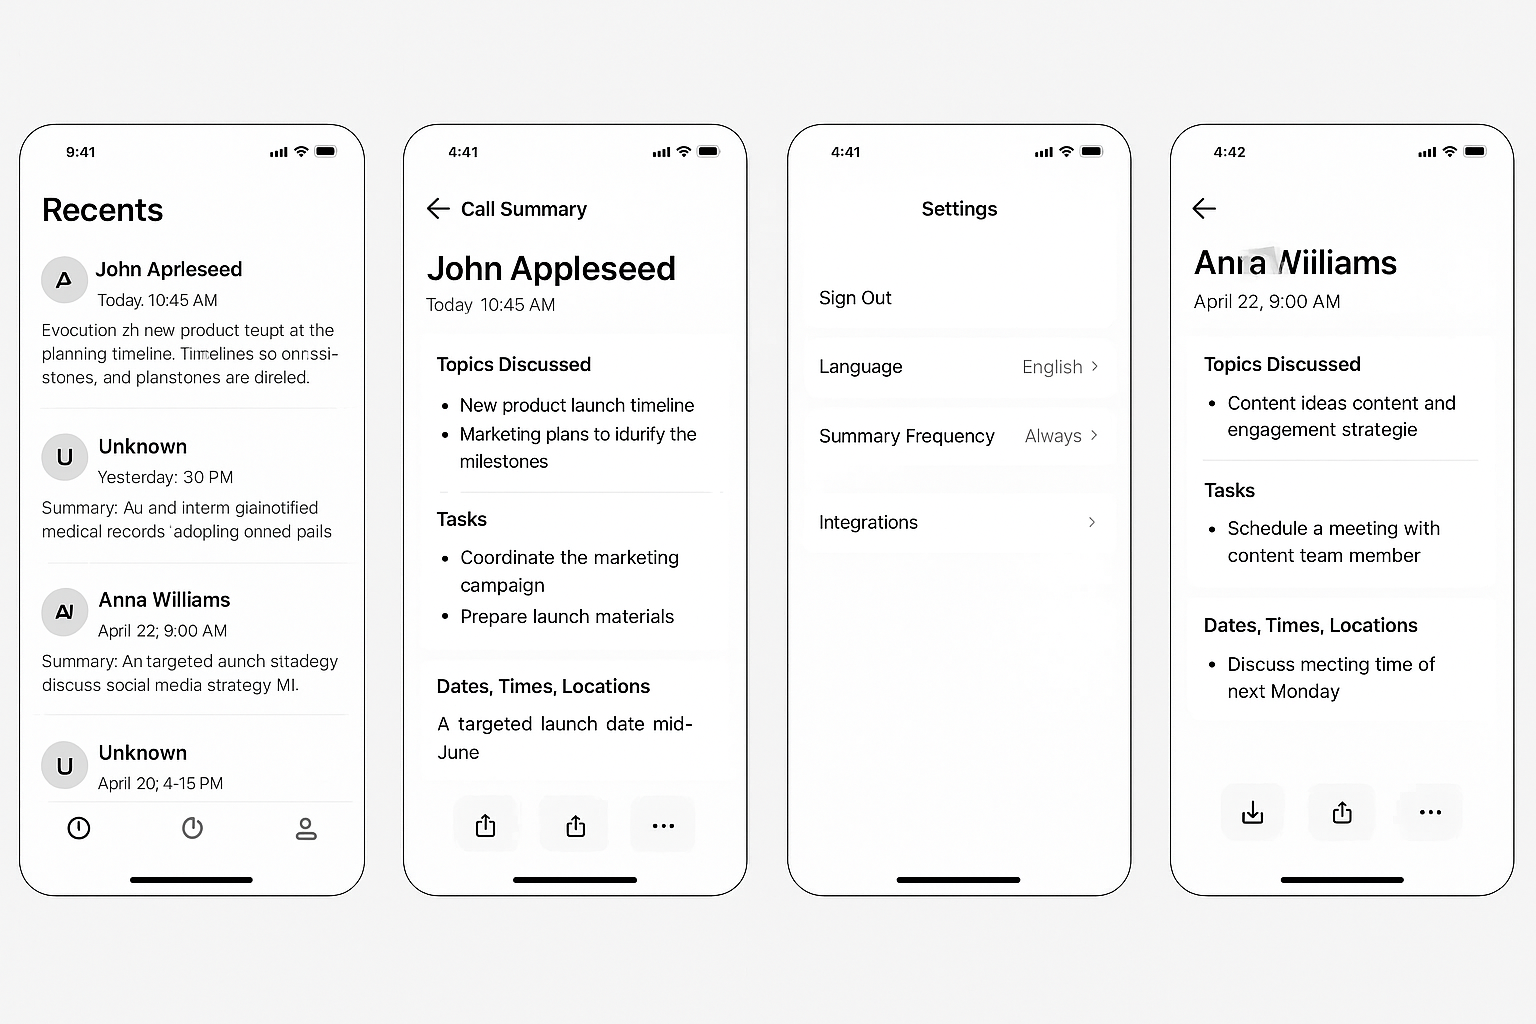 9:41
Recents
A
John Aprleseed
Today. 10:45 AM
Evocution zh new product teupt at the
planning timeline. Timelines so onrssi-
stones, and planstones are direled.
U
Unknown
Yesterday: 30 PM
Summary: Au and interm giainotified
medical records 'adopling onned pails
Anna Williams
April 22; 9:00 AM
Summary: An targeted aunch sttadegy
discuss social media strategy MI.
U
Unknown
April 20; 4-15 PM
4:41
Call Summary
John Appleseed
Today 10:45 AM
Topics Discussed
• New product launch timeline
• Marketing plans to idurify the
milestones
Tasks
• Coordinate the marketing
campaign
• Prepare launch materials
Dates, Times, Locations
A targeted launch date mid-
June
4:41
Settings
Sign Out
Language English
Summary Frequency Always
Integrations
4:42
Wiiliams
April 22, 9:00 AM
Topics Discussed
• Content ideas content and
engagement strategie
Tasks
• Schedule a meeting with
content team member
Dates, Times, Locations
• Discuss mecting time of
next Monday